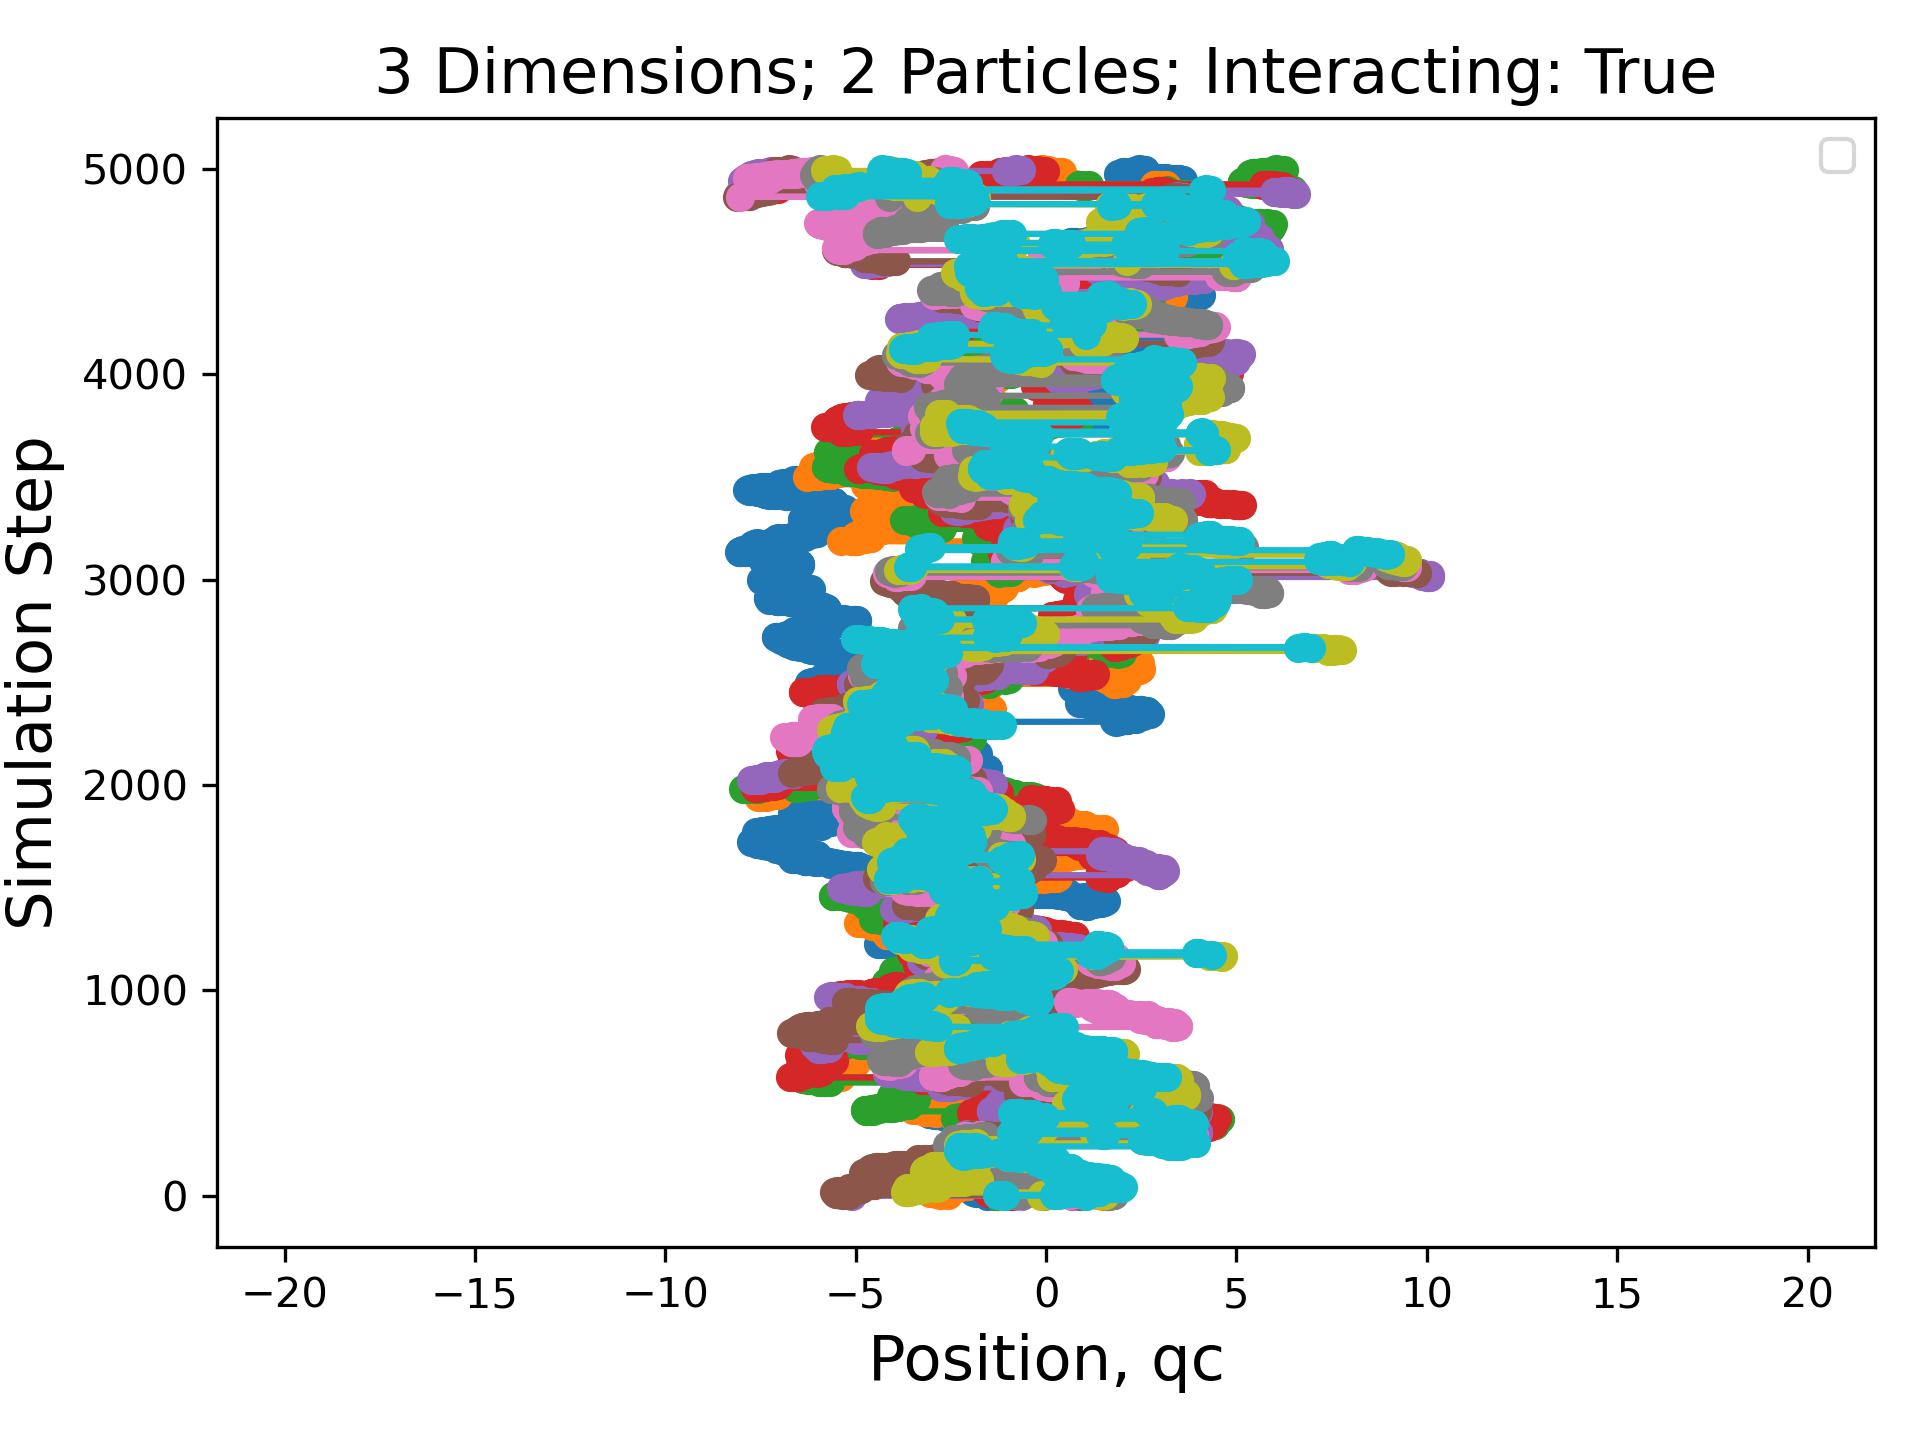 3 Dimensions; 2 Particles; Interacting: True
Simulation Step
5000
4000
3000
2000
1000
0
−20 −15 −10 −5 0 5 10 15 20
Position, qc